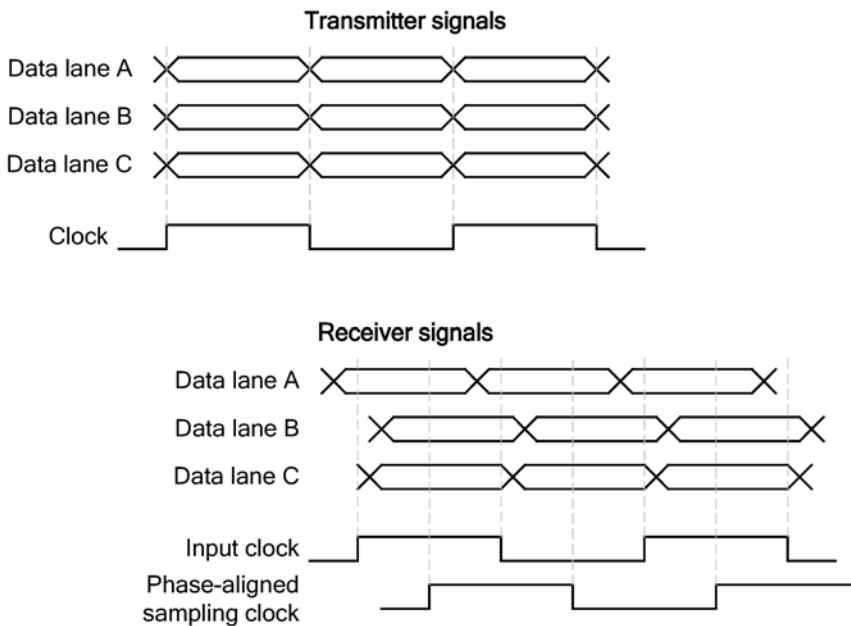 Transmitter signals
Data lane A
Data lane B
Data lane C
Clock
Receiver signals
Data lane A
Data lane B
Data lane C
Input clock
Phase-aligned
sampling clock